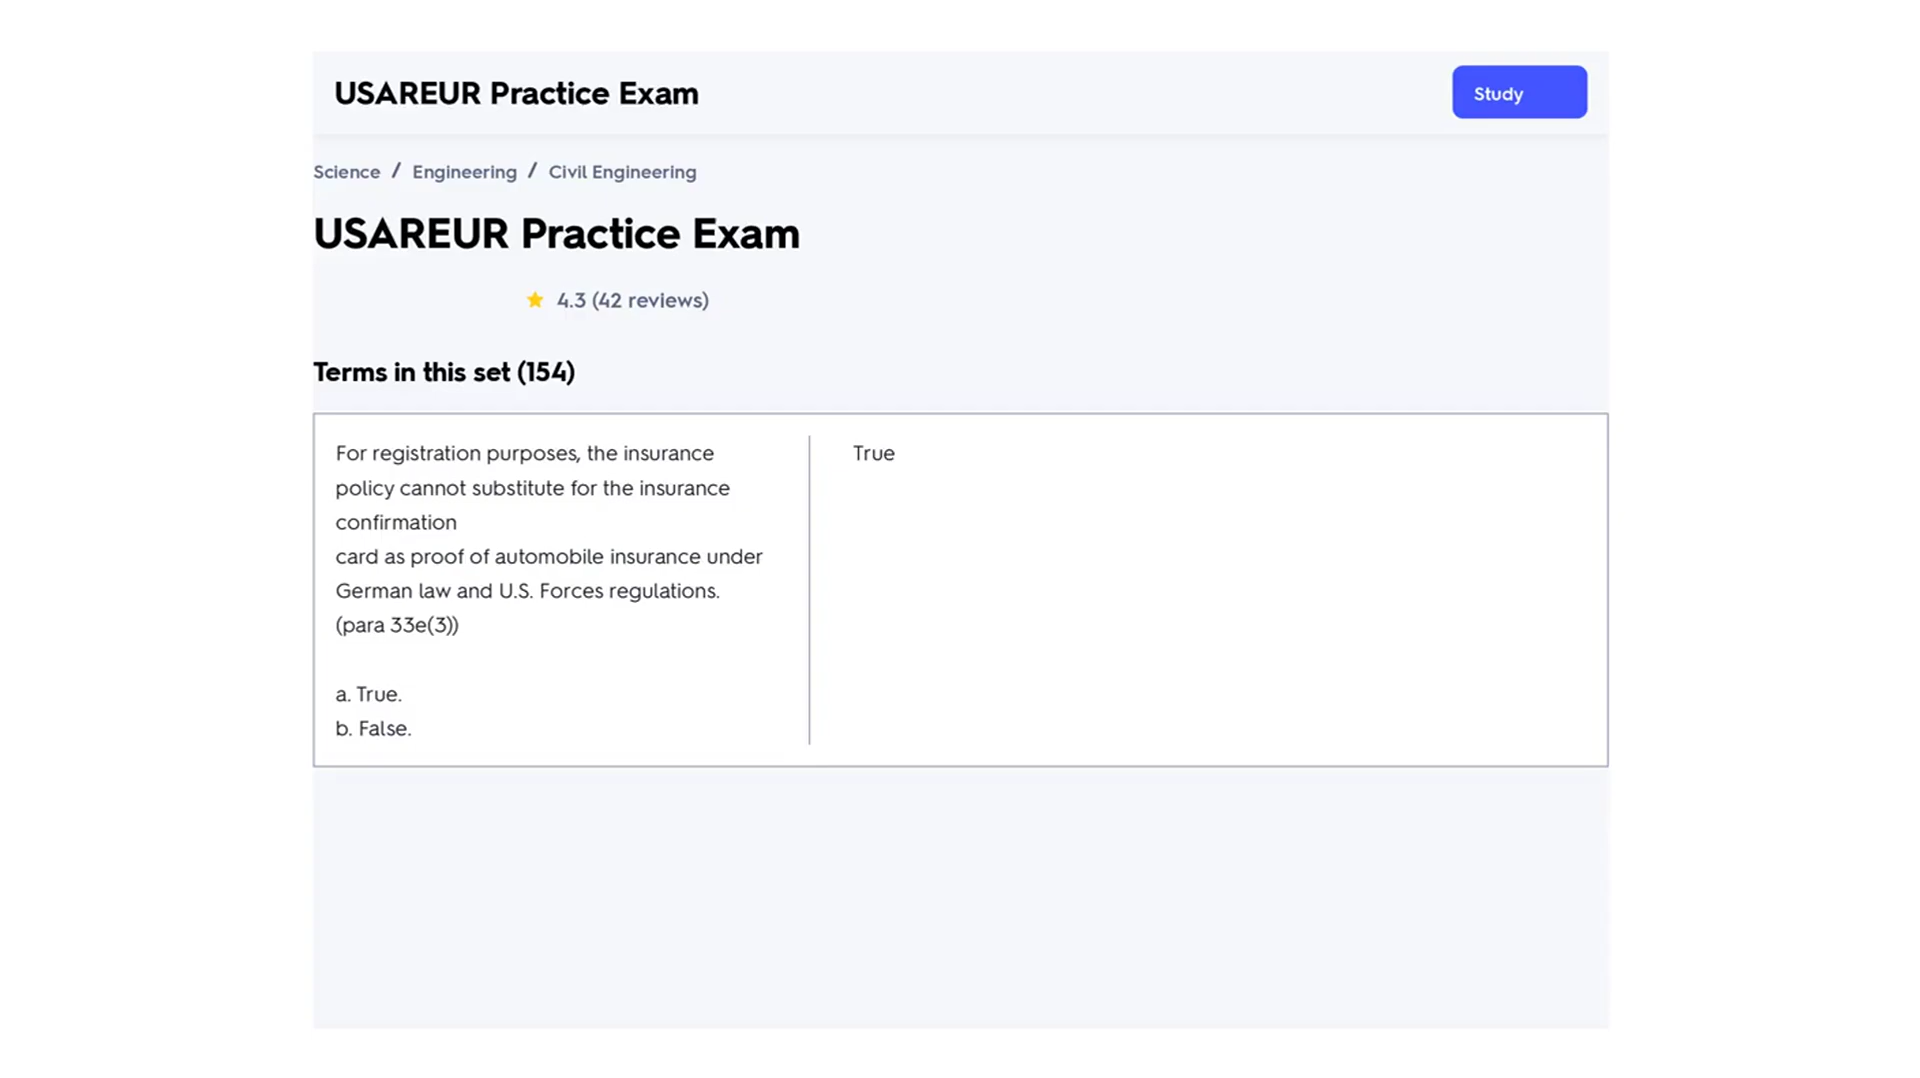 USAREUR Practice Exam
Study
Science / Engineering / Civil Engineering
USAREUR Practice Exam
4.3 (42 reviews)
Terms in this set (154)
For registration purposes, the insurance
policy cannot substitute for the insurance
confirmation
card as proof of automobile insurance under
German law and U.S. Forces regulations.
(para 33e(3))
a. True.
b. False.
True